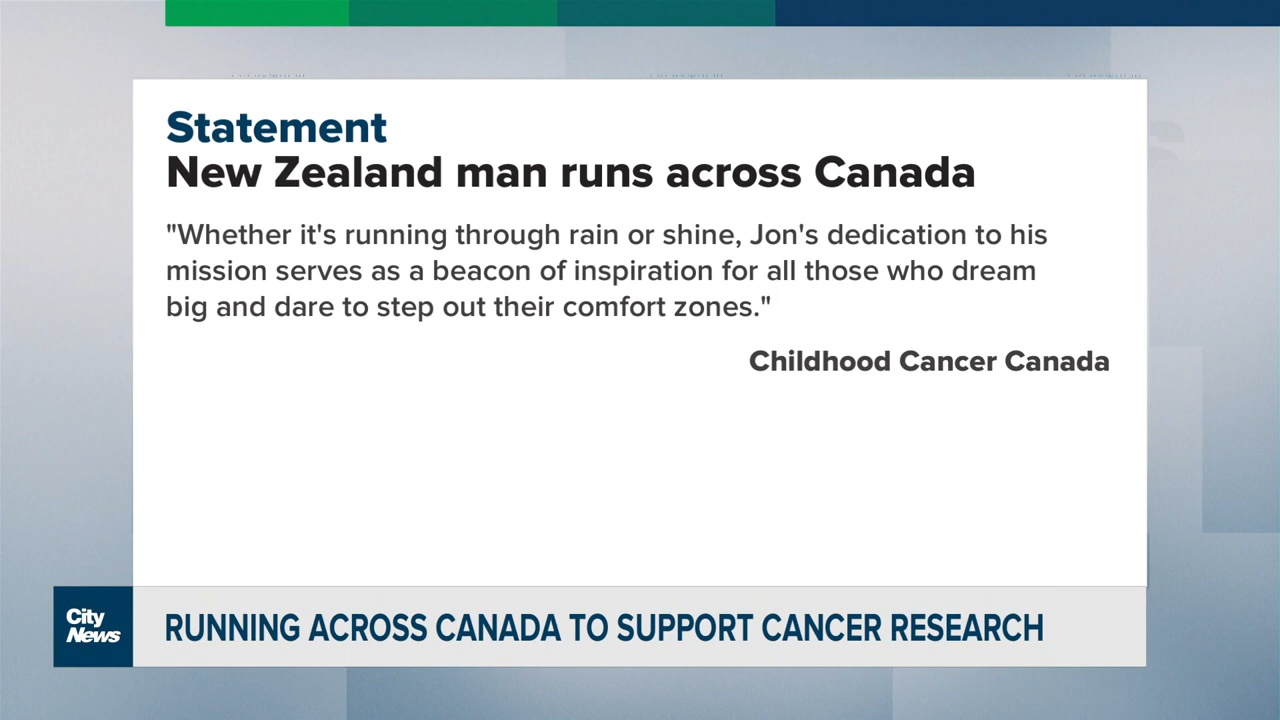 Statement
New Zealand man runs across Canada
"Whether it's running through rain or shine, Jon's dedication to his
mission serves as a beacon of inspiration for all those who dream
big and dare to step out their comfort zones."
Childhood Cancer Canada
City
News
RUNNING ACROSS CANADA TO SUPPORT CANCER RESEARCH